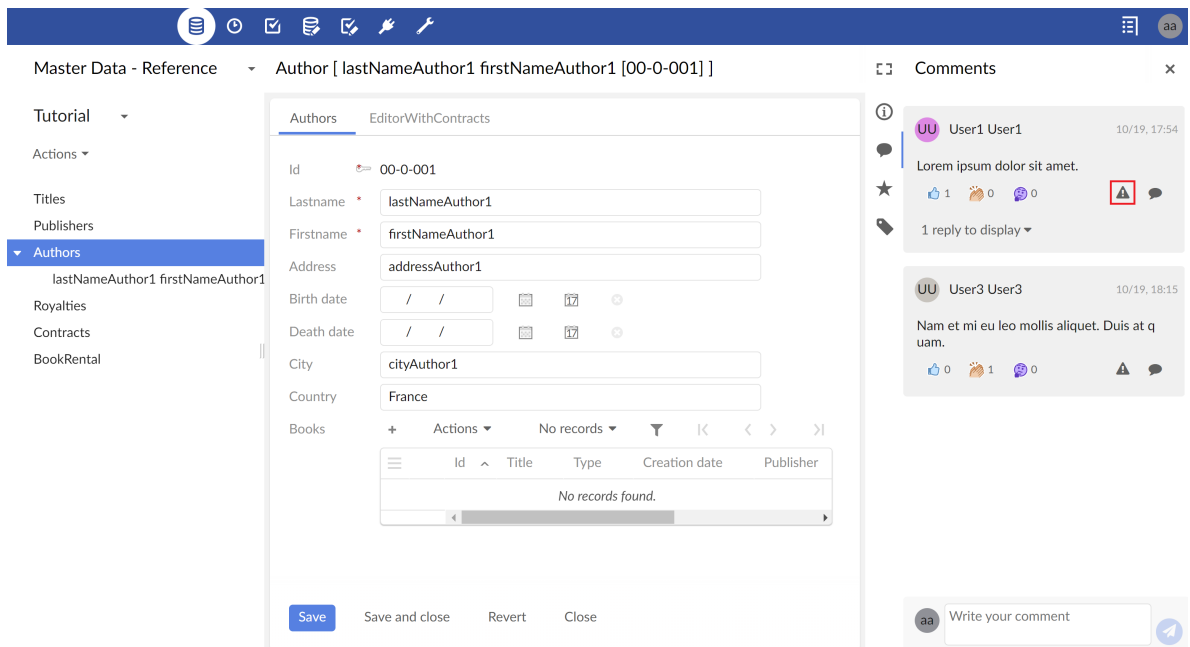 aa
Master Data - Reference
Author [ lastNameAuthor1 firstNameAuthor1 [00-0-001] ]
Comments
Tutorial
Actions
Titles
Publishers
Authors
lastNameAuthor1 firstNameAuthor1
Royalties
Contracts
BookRental
Authors EditorWithContracts
Id 00-0-001
Lastname * lastNameAuthor1
Firstname * firstNameAuthor1
Address addressAuthor1
Birth date / / 17
Death date / / 17
City cityAuthor1
Country France
Books + Actions No records
Id Title Type Creation date Publisher
No records found.
Save Save and close Revert Close
UU User1 User1 10/19, 17:54
Lorem ipsum dolor sit amet.
1 0 0
1 reply to display
UU User3 User3 10/19, 18:15
Nam et mi eu leo mollis aliquet. Duis at q
uam.
0 1 0
aa Write your comment